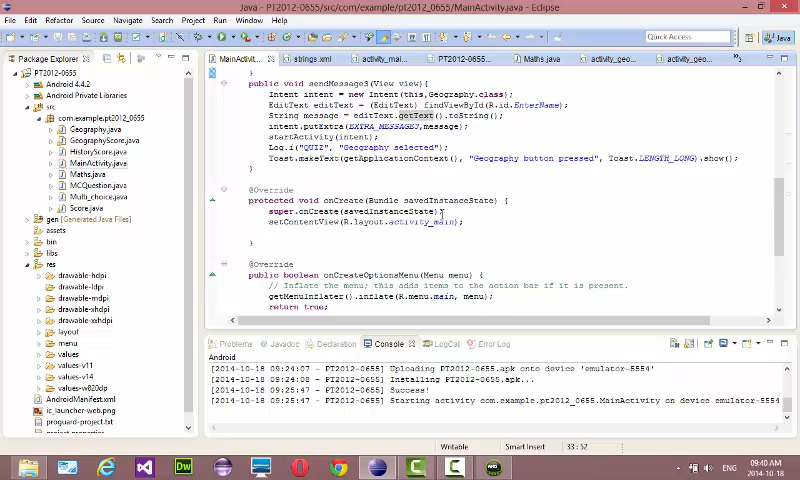 Java - PT2012-0655/src/com/example/pt2012_0655/MainActivity.java - Eclipse
File Edit Refactor Source Navigate Search Project Run Window Help
Quick Access
Java
Package Explorer
PT2012-0655
Android 4.4.2
Android Private Libraries
src
com.example.pt2012_0655
Geography.java
GeographyScore.java
HistoryScore.java
MainActivity.java
Maths.java
MCQuestion.java
Multi_choice.java
Score.java
gen [Generated Java Files]
assets
bin
libs
res
drawable-hdpi
drawable-ldpi
drawable-mdpi
drawable-xhdpi
drawable-xxhdpi
layout
menu
values
values-v11
values-v14
values-w820dp
AndroidManifest.xml
ic_launcher-web.png
proguard-project.txt
project.properties
MainActivit... strings.xml activity_mai... PT2012-0655... Maths.java activity_geo... activity_geo...
}
public void sendMessage3(View view){
Intent intent = new Intent(this,Geography.class);
EditText editText = (EditText) findViewById(R.id.EnterName);
String message = editText.getText().toString();
intent.putExtra(EXTRA_MESSAGE3,message);
startActivity(intent);
Log.i("QUIZ", "Geography selected");
Toast.makeText(getApplicationContext(), "Geography button pressed", Toast.LENGTH_LONG).show();
}
@Override
protected void onCreate(Bundle savedInstanceState) {
super.onCreate(savedInstanceState);
setContentView(R.layout.activity_main);
}
@Override
public boolean onCreateOptionsMenu(Menu menu) {
// Inflate the menu; this adds items to the action bar if it is present.
getMenuInflater().inflate(R.menu.main, menu);
return true;
Problems Javadoc Declaration Console LogCat Error Log
Android
[2014-10-18 09:24:07 - PT2012-0655] Uploading PT2012-0655.apk onto device 'emulator-5554'
[2014-10-18 09:24:08 - PT2012-0655] Installing PT2012-0655.apk...
[2014-10-18 09:25:47 - PT2012-0655] Success!
[2014-10-18 09:25:47 - PT2012-0655] Starting activity com.example.pt2012_0655.MainActivity on device emulator-5554
Writable Smart Insert 33 : 52
ENG
09:40 AM
2014-10-18